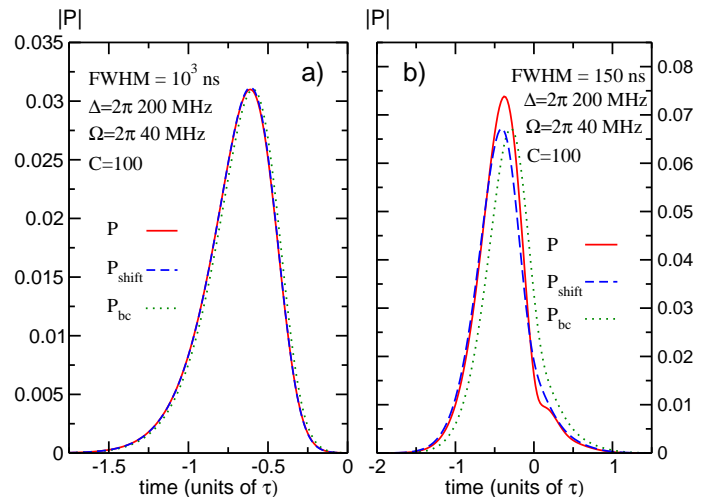 |P|
|P|
0.035
0.03
0.025
0.02
0.015
0.01
0.005
0
FWHM = 10³ ns
a)
Δ=2π 200 MHz
Ω=2π 40 MHz
C=100
P
P_shift
P_bc
-1.5
-1
-0.5
0
time (units of τ)
b)
FWHM = 150 ns
Δ=2π 200 MHz
Ω=2π 40 MHz
C=100
P
P_shift
P_bc
0.08
0.07
0.06
0.05
0.04
0.03
0.02
0.01
0
-2
-1
0
1
time (units of τ)